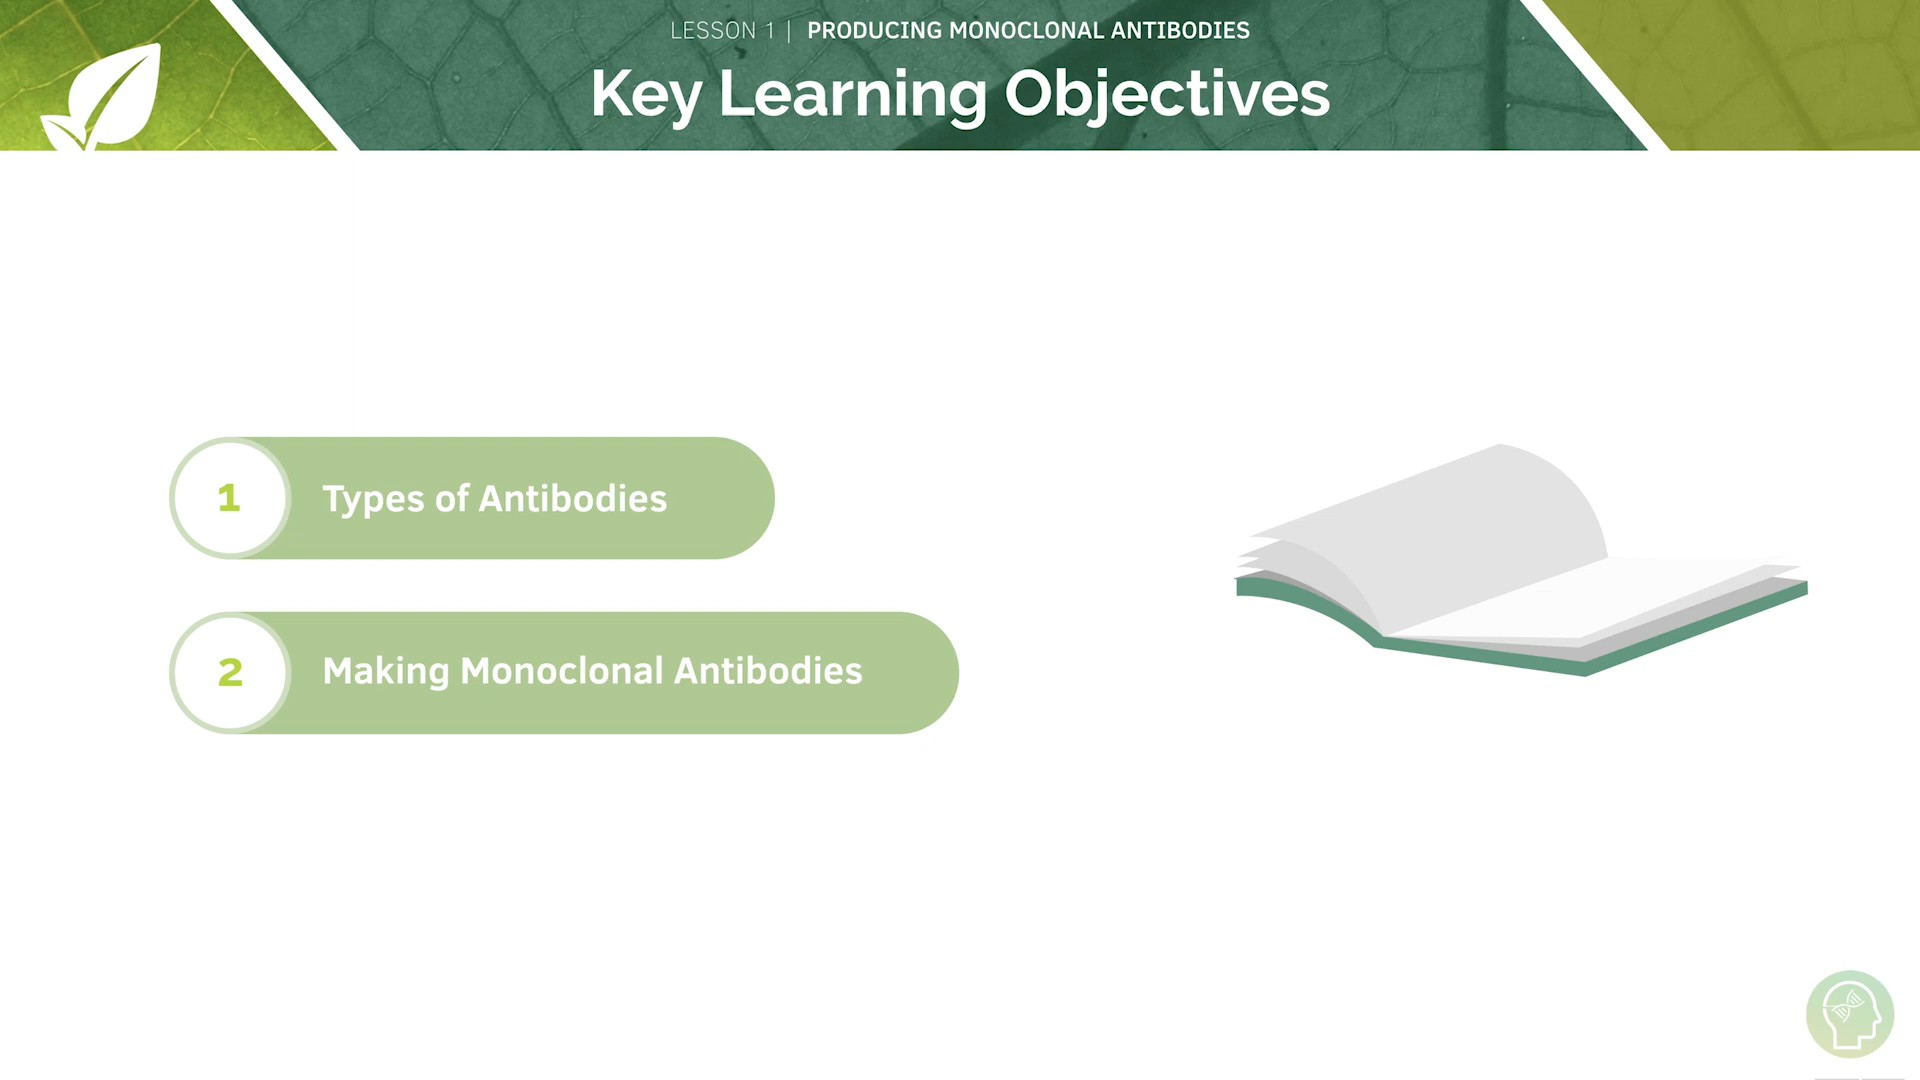 LESSON 1 | PRODUCING MONOCLONAL ANTIBODIES
Key Learning Objectives
1 Types of Antibodies
2 Making Monoclonal Antibodies